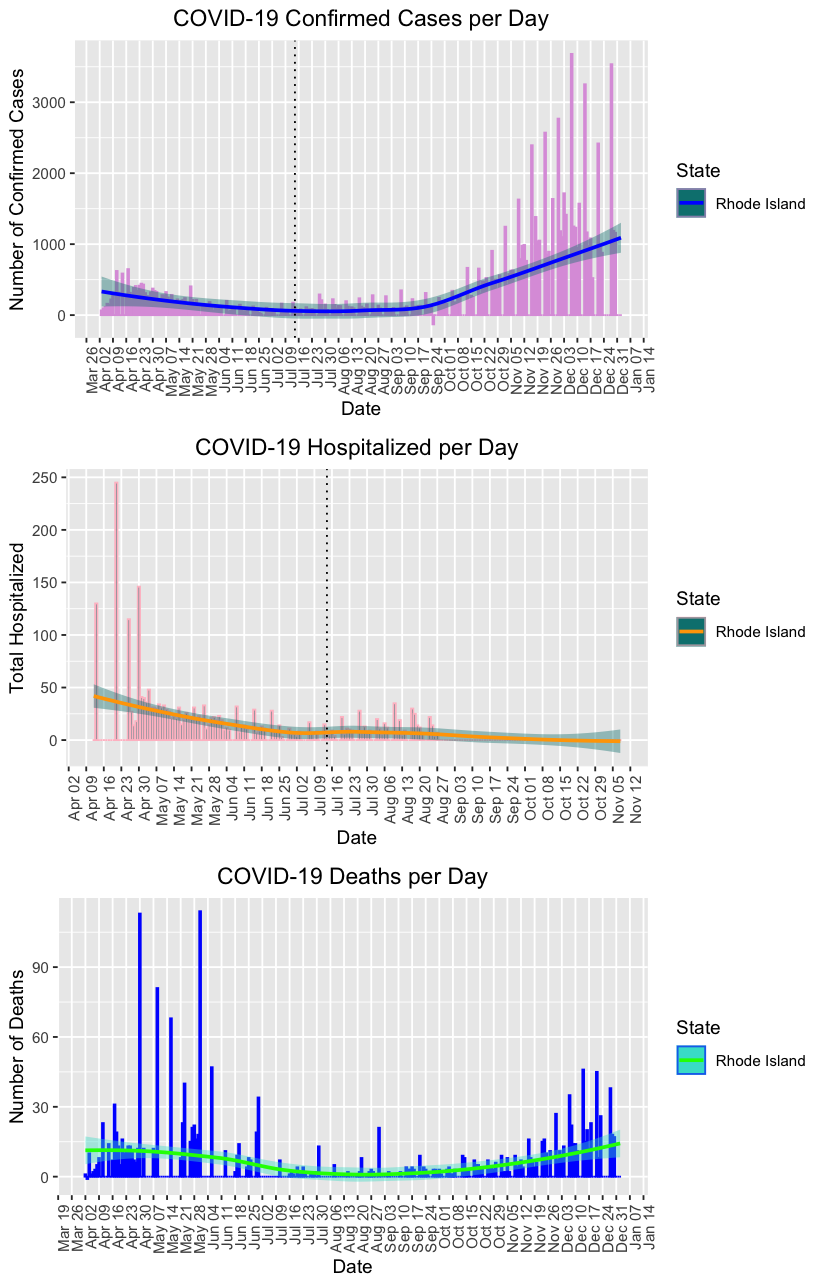 COVID-19 Confirmed Cases per Day
Number of Confirmed Cases
3000
2000
1000
0
Mar 26
Apr 02
Apr 09
Apr 16
Apr 23
Apr 30
May 07
May 14
May 21
May 28
Jun 04
Jun 11
Jun 18
Jun 25
Jul 02
Jul 09
Jul 16
Jul 23
Jul 30
Aug 06
Aug 13
Aug 20
Aug 27
Sep 03
Sep 10
Sep 17
Sep 24
Oct 01
Oct 08
Oct 15
Oct 22
Oct 29
Nov 05
Nov 12
Nov 19
Nov 26
Dec 03
Dec 10
Dec 17
Dec 24
Dec 31
Jan 07
Jan 14
Date
State
Rhode Island
COVID-19 Hospitalized per Day
Total Hospitalized
250
200
150
100
50
0
Apr 02
Apr 09
Apr 16
Apr 23
Apr 30
May 07
May 14
May 21
May 28
Jun 04
Jun 11
Jun 18
Jun 25
Jul 02
Jul 09
Jul 16
Jul 23
Jul 30
Aug 06
Aug 13
Aug 20
Aug 27
Sep 03
Sep 10
Sep 17
Sep 24
Oct 01
Oct 08
Oct 15
Oct 22
Oct 29
Nov 05
Nov 12
Date
State
Rhode Island
COVID-19 Deaths per Day
Number of Deaths
90
60
30
0
Mar 19
Mar 26
Apr 02
Apr 09
Apr 16
Apr 23
Apr 30
May 07
May 14
May 21
May 28
Jun 04
Jun 11
Jun 18
Jun 25
Jul 02
Jul 09
Jul 16
Jul 23
Jul 30
Aug 06
Aug 13
Aug 20
Aug 27
Sep 03
Sep 10
Sep 17
Sep 24
Oct 01
Oct 08
Oct 15
Oct 22
Oct 29
Nov 05
Nov 12
Nov 19
Nov 26
Dec 03
Dec 10
Dec 17
Dec 24
Dec 31
Jan 07
Jan 14
Date
State
Rhode Island